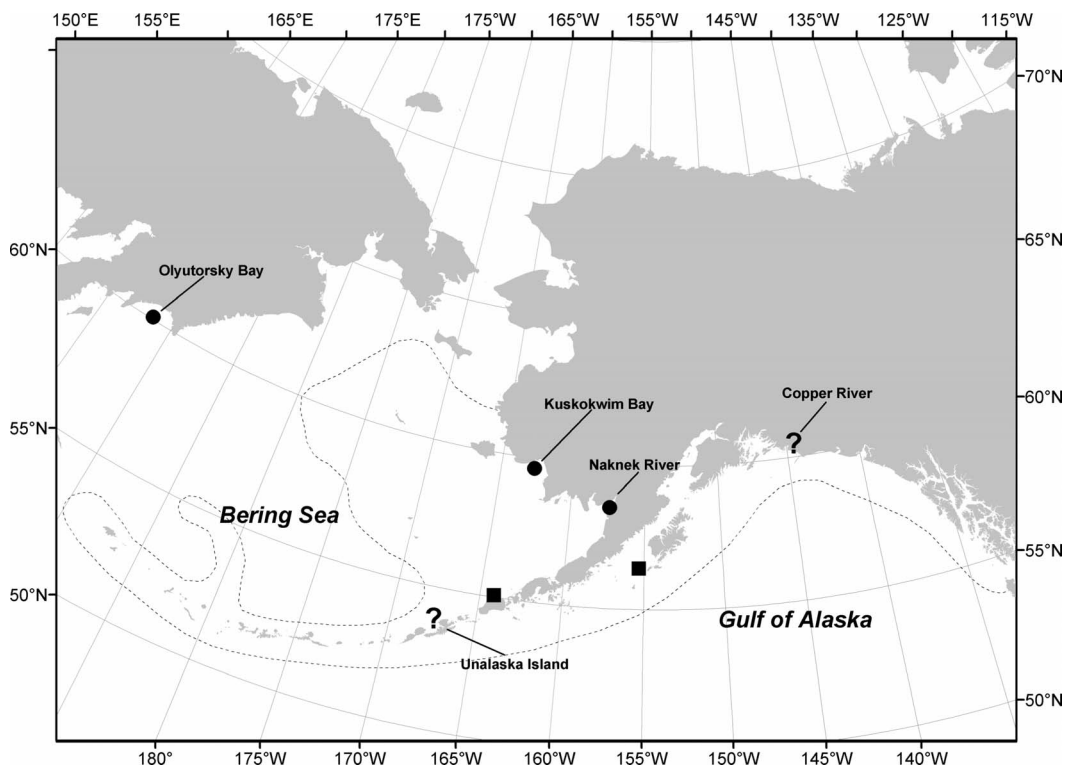 150°E 155°E 165°E 175°E 175°W 165°W 155°W 145°W 135°W 125°W 115°W
70°N
60°N
65°N
Olyutorsky Bay
Copper River
60°N
Kuskokwim Bay
?
55°N
Naknek River
Bering Sea
55°N
50°N
?
Gulf of Alaska
Unalaska Island
50°N
180° 175°W 170°W 165°W 160°W 155°W 150°W 145°W 140°W